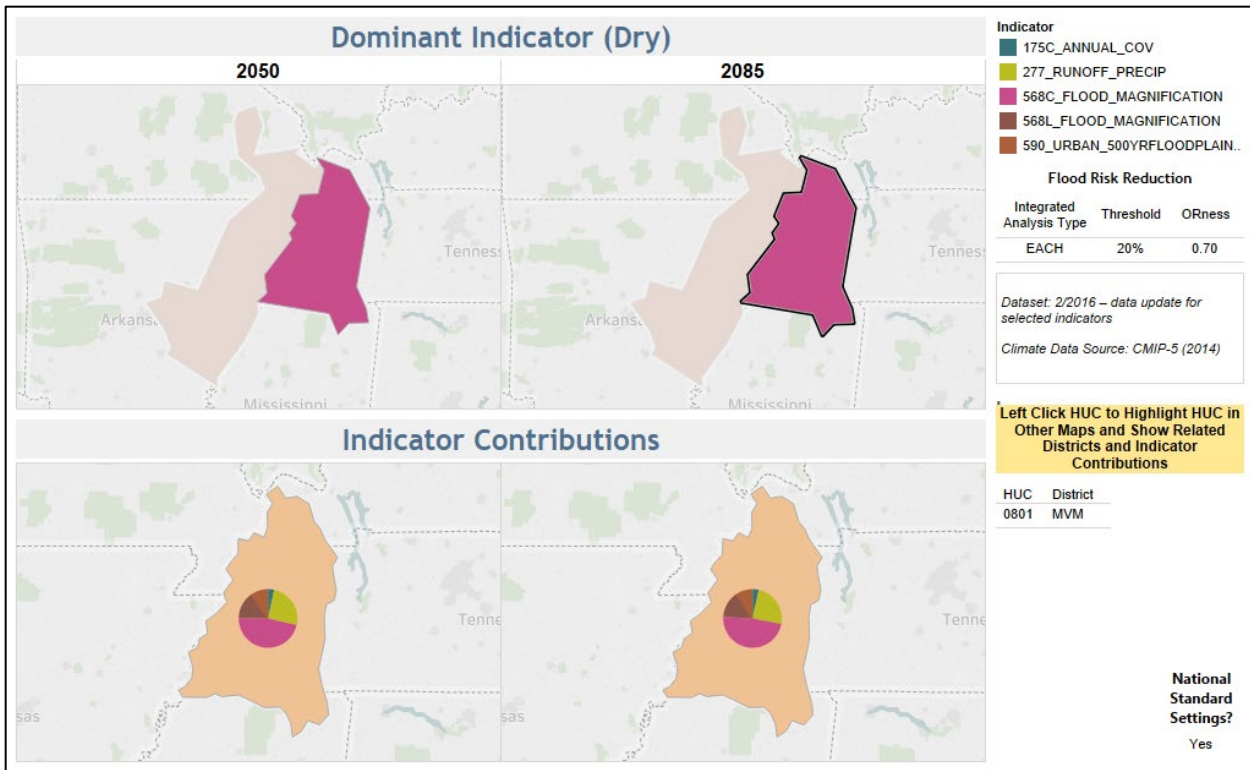 Dominant Indicator (Dry)
2050
2085
Tenness
Arkansa
Mississippi
Tenness
Arkansa
Mississippi
Indicator Contributions
Tenne
sas
Tenne
sas
Indicator
175C_ANNUAL_COV
277_RUNOFF_PRECIP
568C_FLOOD_MAGNIFICATION
568L_FLOOD_MAGNIFICATION
590_URBAN_500YRFLOODPLAIN..
Flood Risk Reduction
Integrated
Analysis Type
Threshold
ORness
EACH 20% 0.70
Dataset: 2/2016 – data update for
selected indicators
Climate Data Source: CMIP-5 (2014)
Left Click HUC to Highlight HUC in
Other Maps and Show Related
Districts and Indicator
Contributions
HUC District
0801 MVM
National
Standard
Settings?
Yes